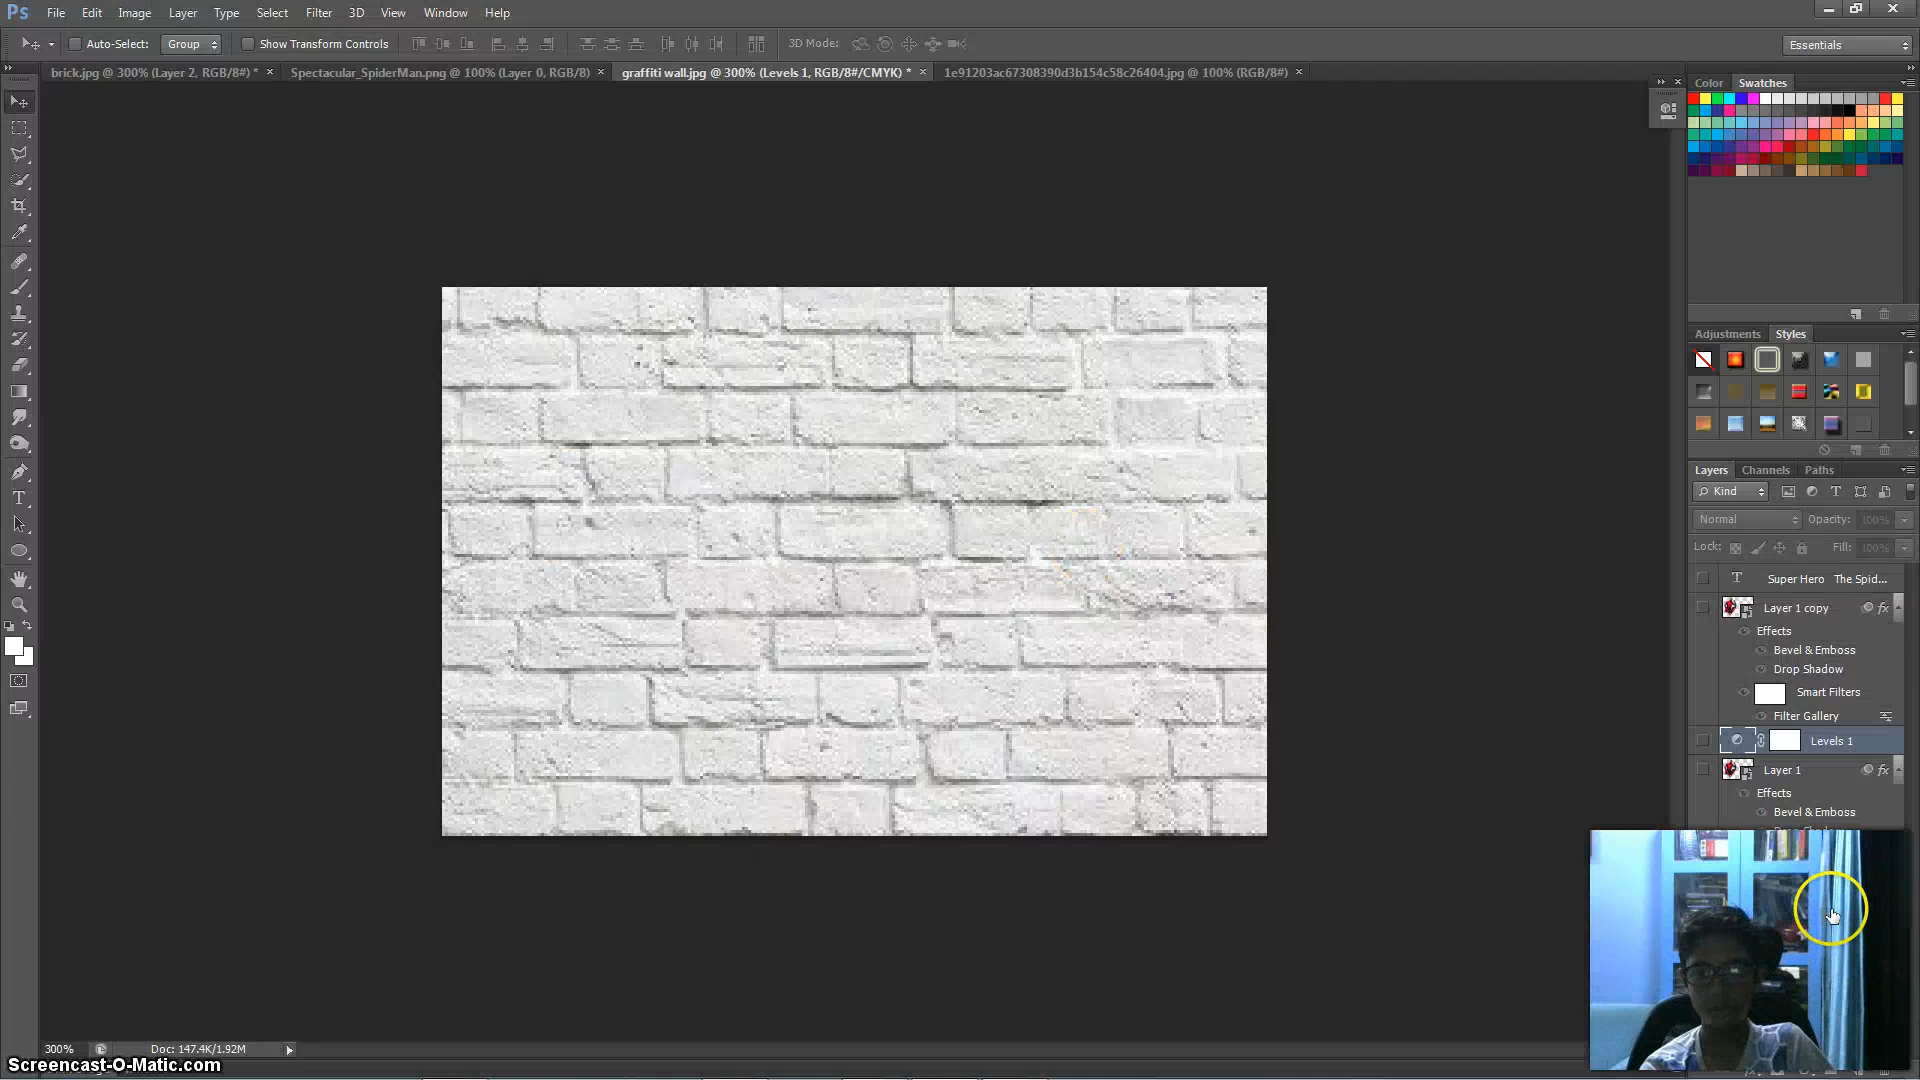 Ps File Edit Image Layer Type Select Filter 3D View Window Help
Auto-Select: Group Show Transform Controls 3D Mode: Essentials
brick.jpg @ 300% (Layer 2, RGB/8#) * × Spectacular_SpiderMan.png @ 100% (Layer 0, RGB/8) × graffiti wall.jpg @ 300% (Levels 1, RGB/8#/CMYK) * × 1e91203ac67308390d3b154c58c26404.jpg @ 100% (RGB/8#) ×
Color Swatches
Adjustments Styles
Layers Channels Paths
Kind
Normal Opacity: 100%
Lock: Fill: 100%
T Super Hero The Spid...
Layer 1 copy fx
Effects
Bevel & Emboss
Drop Shadow
Smart Filters
Filter Gallery
Levels 1
Layer 1 fx
Effects
Bevel & Emboss
300% Doc: 147.4K/1.92M
Screencast-O-Matic.com